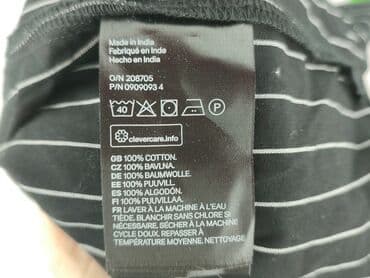 Made in India
Fabriqué en Inde
Hecho en India
O/N 208705
P/N 0909093 4
40 P
clevercare.info
GB 100% COTTON.
CZ 100% BAVLNA.
DE 100% BAUMWOLLE.
EE 100% PUUVILL.
ES 100% ALGODÓN.
FI 100% PUUVILLAA.
FR LAVER À LA MACHINE À L'EAU
TIÈDE, BLANCHIR SANS CHLORE SI
NÉCESSAIRE, SÉCHER À LA MACHINE
CYCLE DOUX, REPASSER À
TEMPÉRATURE MOYENNE, NETTOYAGE